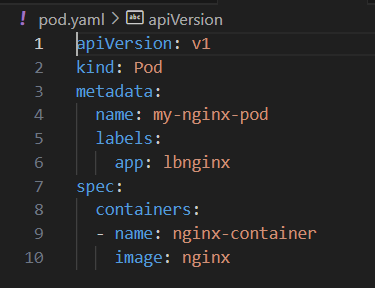 ! pod.yaml > abc apiVersion
1 apiVersion: v1
2 kind: Pod
3 metadata:
4   name: my-nginx-pod
5   labels:
6     app: lbnginx
7 spec:
8   containers:
9   - name: nginx-container
10     image: nginx